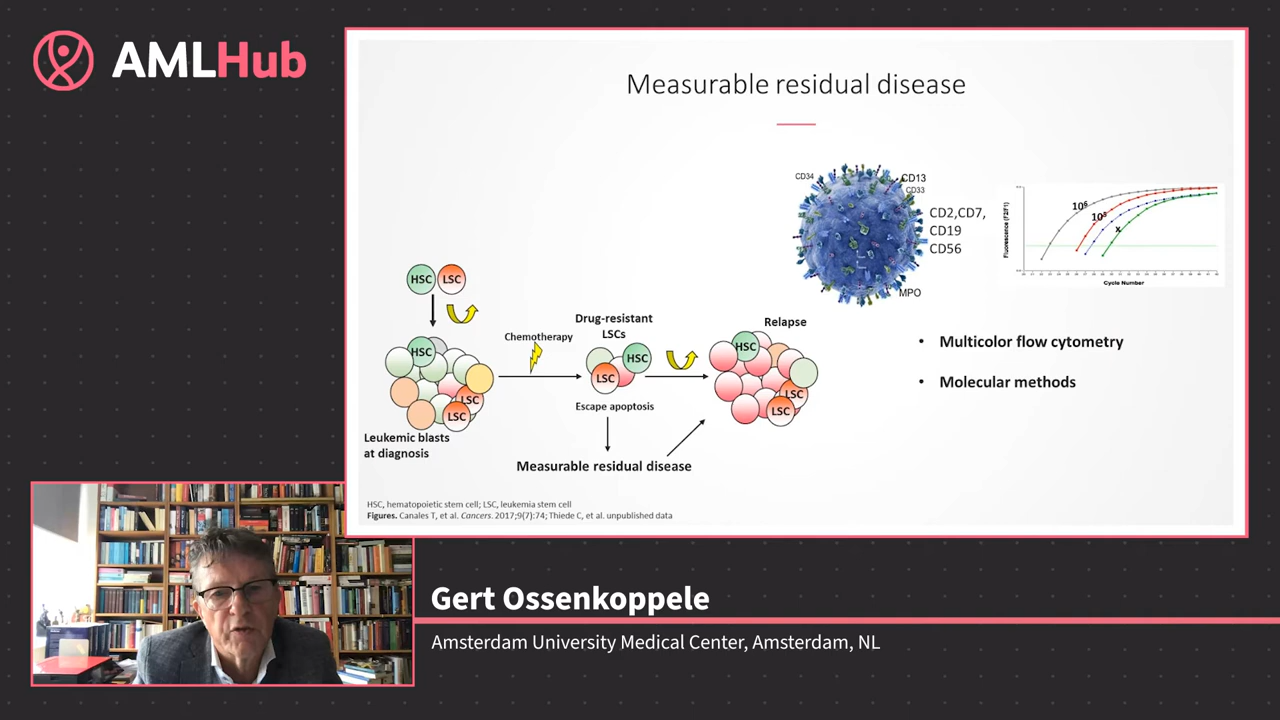 AMLHub
Measurable residual disease
CD34
CD13
CD33
CD2,CD7,
CD19
CD56
MPO
Fluorescence (F2/F1)
10⁶
10⁵
x
Cycle Number
HSC LSC
HSC
LSC
LSC
Leukemic blasts
at diagnosis
Chemotherapy
Drug-resistant
LSCs
HSC
LSC
Escape apoptosis
Measurable residual disease
Relapse
HSC
LSC
LSC
• Multicolor flow cytometry
• Molecular methods
HSC, hematopoietic stem cell; LSC, leukemia stem cell
Figures. Canales T, et al. Cancers. 2017;9(7):74; Thiede C, et al. unpublished data
Gert Ossenkoppele
Amsterdam University Medical Center, Amsterdam, NL